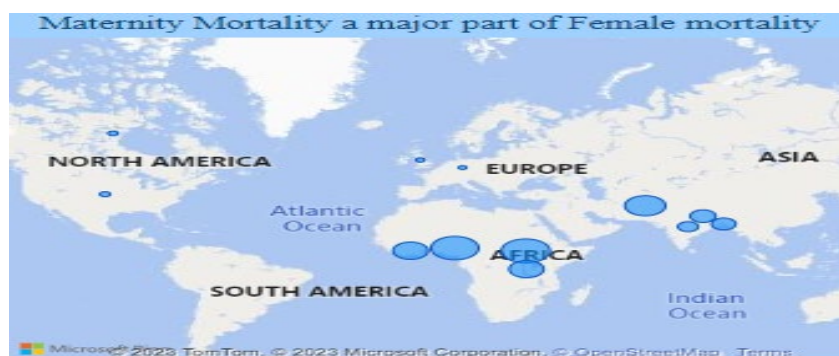 Maternity Mortality a major part of Female mortality
NORTH AMERICA
EUROPE
ASIA
Atlantic
Ocean
AFRICA
SOUTH AMERICA
Indian
Ocean
Microsoft
© 2023 TomTom, © 2023 Microsoft Corporation, © OpenStreetMap Terms